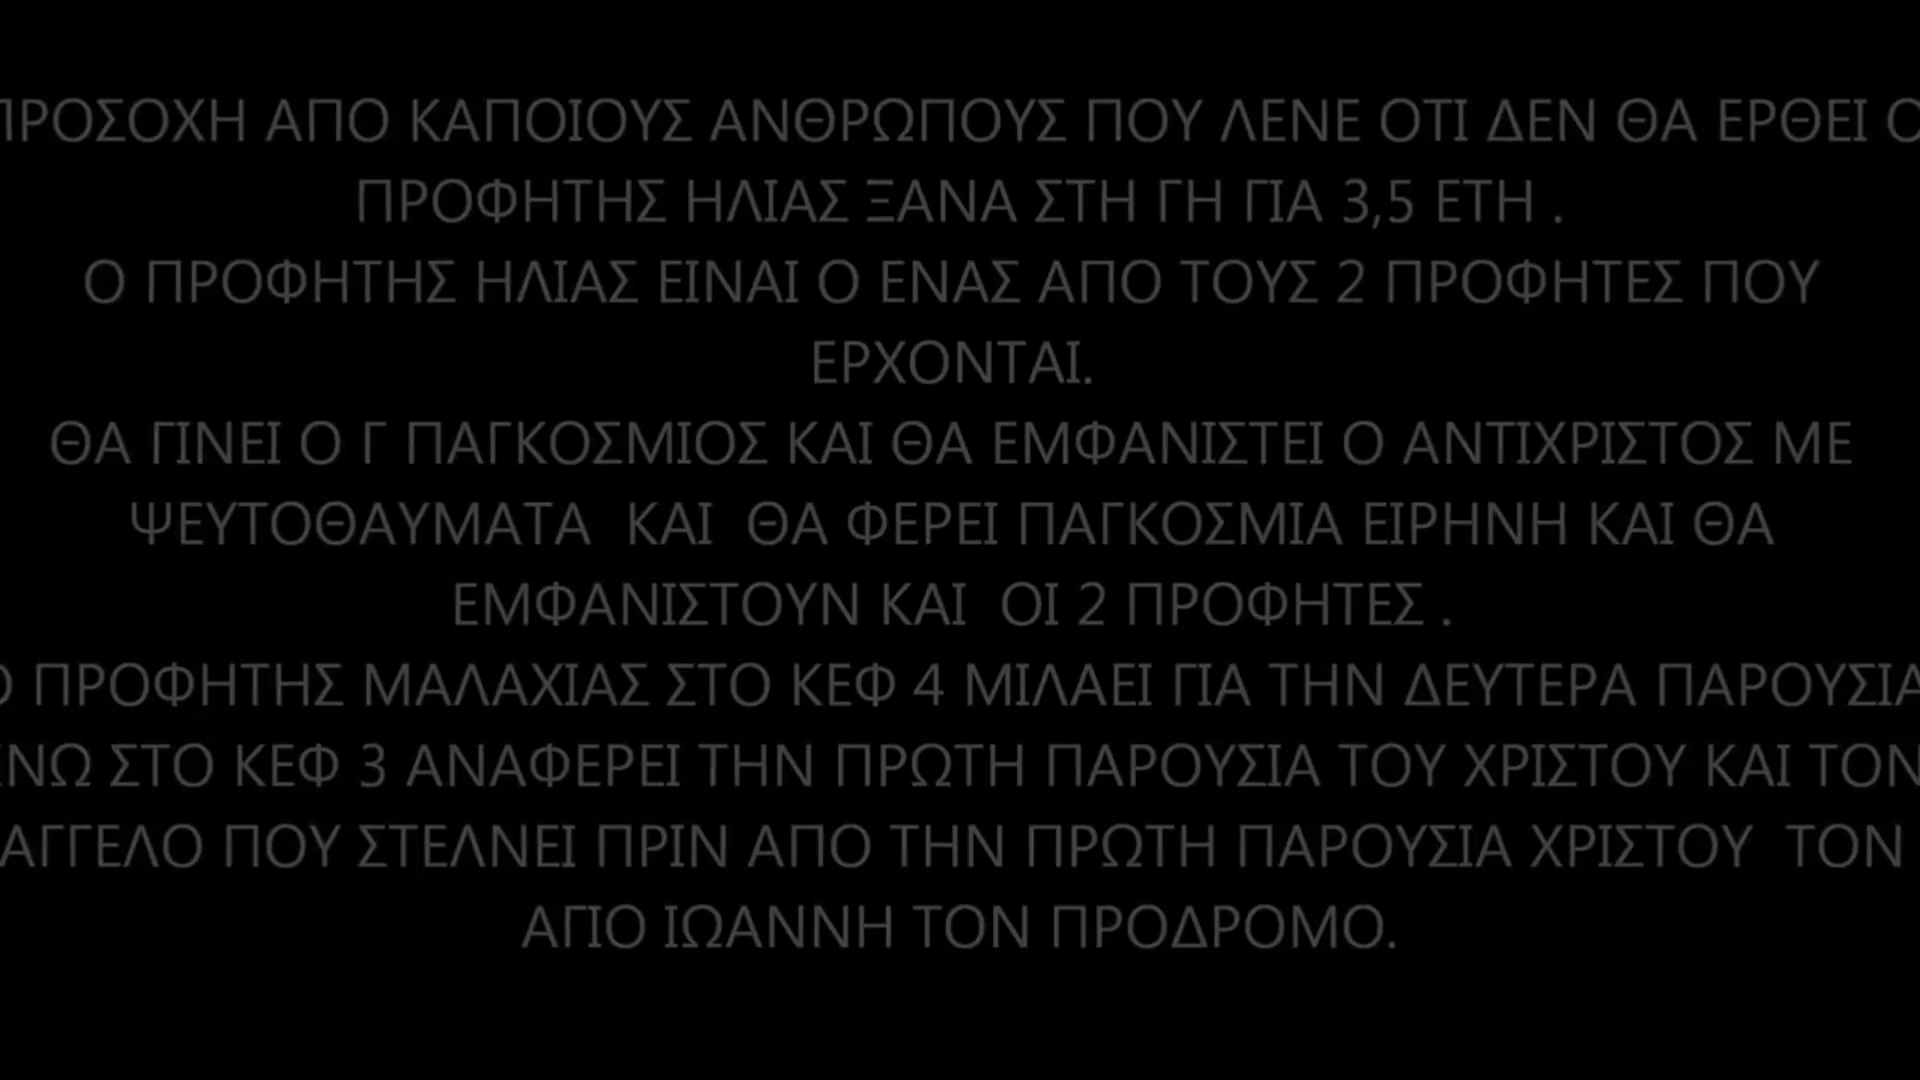 ΠΡΟΣΟΧΗ ΑΠΟ ΚΑΠΟΙΟΥΣ ΑΝΘΡΩΠΟΥΣ ΠΟΥ ΛΕΝΕ ΟΤΙ ΔΕΝ ΘΑ ΕΡΘΕΙ Ο
ΠΡΟΦΗΤΗΣ ΗΛΙΑΣ ΞΑΝΑ ΣΤΗ ΓΗ ΓΙΑ 3,5 ΕΤΗ .
Ο ΠΡΟΦΗΤΗΣ ΗΛΙΑΣ ΕΙΝΑΙ Ο ΕΝΑΣ ΑΠΟ ΤΟΥΣ 2 ΠΡΟΦΗΤΕΣ ΠΟΥ
ΕΡΧΟΝΤΑΙ.
ΘΑ ΓΙΝΕΙ Ο Γ ΠΑΓΚΟΣΜΙΟΣ ΚΑΙ ΘΑ ΕΜΦΑΝΙΣΤΕΙ Ο ΑΝΤΙΧΡΙΣΤΟΣ ΜΕ
ΨΕΥΤΟΘΑΥΜΑΤΑ  ΚΑΙ  ΘΑ ΦΕΡΕΙ ΠΑΓΚΟΣΜΙΑ ΕΙΡΗΝΗ ΚΑΙ ΘΑ
ΕΜΦΑΝΙΣΤΟΥΝ ΚΑΙ  ΟΙ 2 ΠΡΟΦΗΤΕΣ .
Ο ΠΡΟΦΗΤΗΣ ΜΑΛΑΧΙΑΣ ΣΤΟ ΚΕΦ 4 ΜΙΛΑΕΙ ΓΙΑ ΤΗΝ ΔΕΥΤΕΡΑ ΠΑΡΟΥΣΙΑ
ΕΝΩ ΣΤΟ ΚΕΦ 3 ΑΝΑΦΕΡΕΙ ΤΗΝ ΠΡΩΤΗ ΠΑΡΟΥΣΙΑ ΤΟΥ ΧΡΙΣΤΟΥ ΚΑΙ ΤΟΝ
ΑΓΓΕΛΟ ΠΟΥ ΣΤΕΛΝΕΙ ΠΡΙΝ ΑΠΟ ΤΗΝ ΠΡΩΤΗ ΠΑΡΟΥΣΙΑ ΧΡΙΣΤΟΥ  ΤΟΝ
ΑΓΙΟ ΙΩΑΝΝΗ ΤΟΝ ΠΡΟΔΡΟΜΟ.